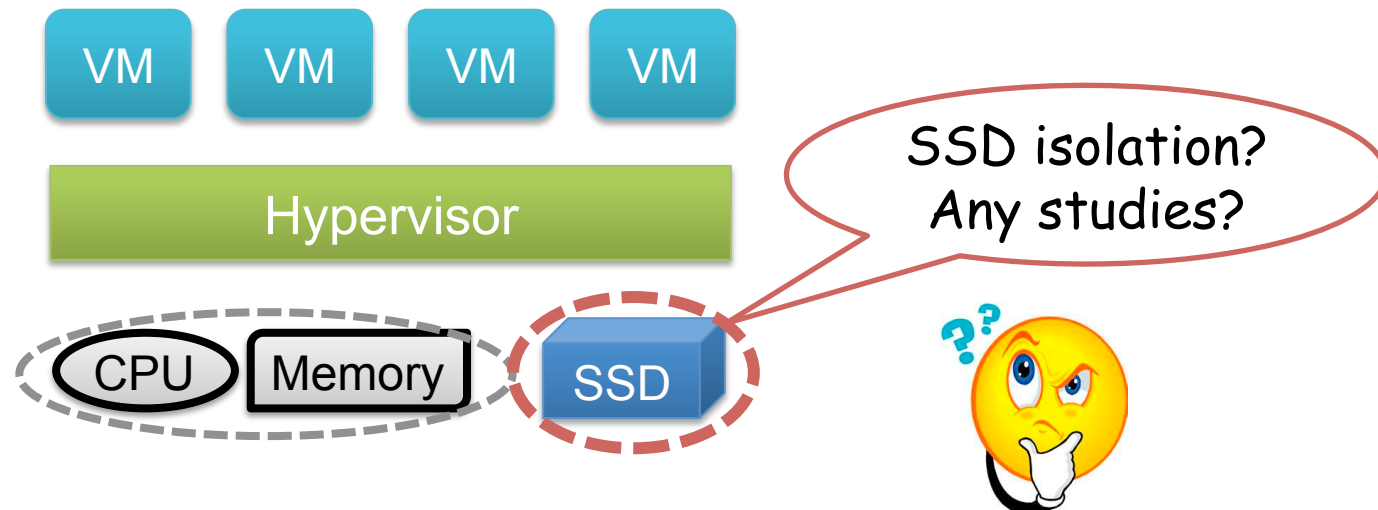 VM VM VM VM
SSD isolation?
Any studies?
Hypervisor
CPU Memory SSD
??